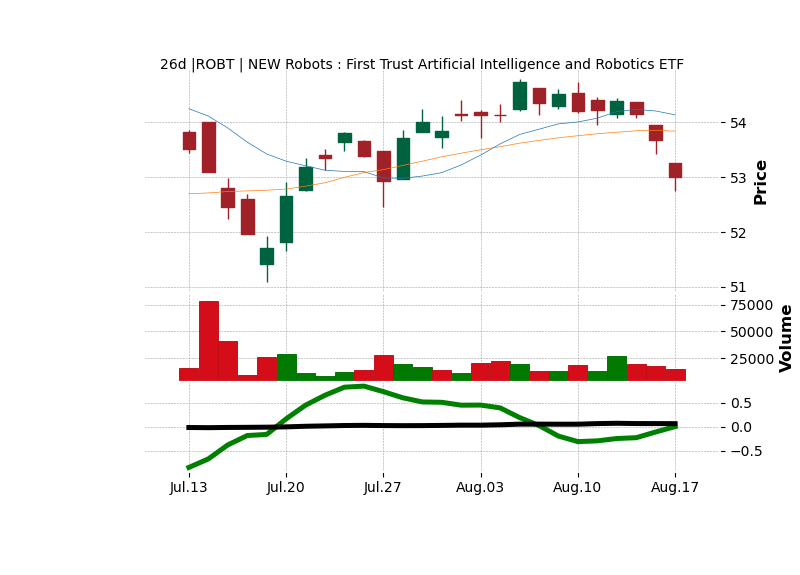 26d |ROBT | NEW Robots : First Trust Artificial Intelligence and Robotics ETF
54
53
52
51
Price
75000
50000
25000
Volume
0.5
0.0
−0.5
Jul.13 Jul.20 Jul.27 Aug.03 Aug.10 Aug.17